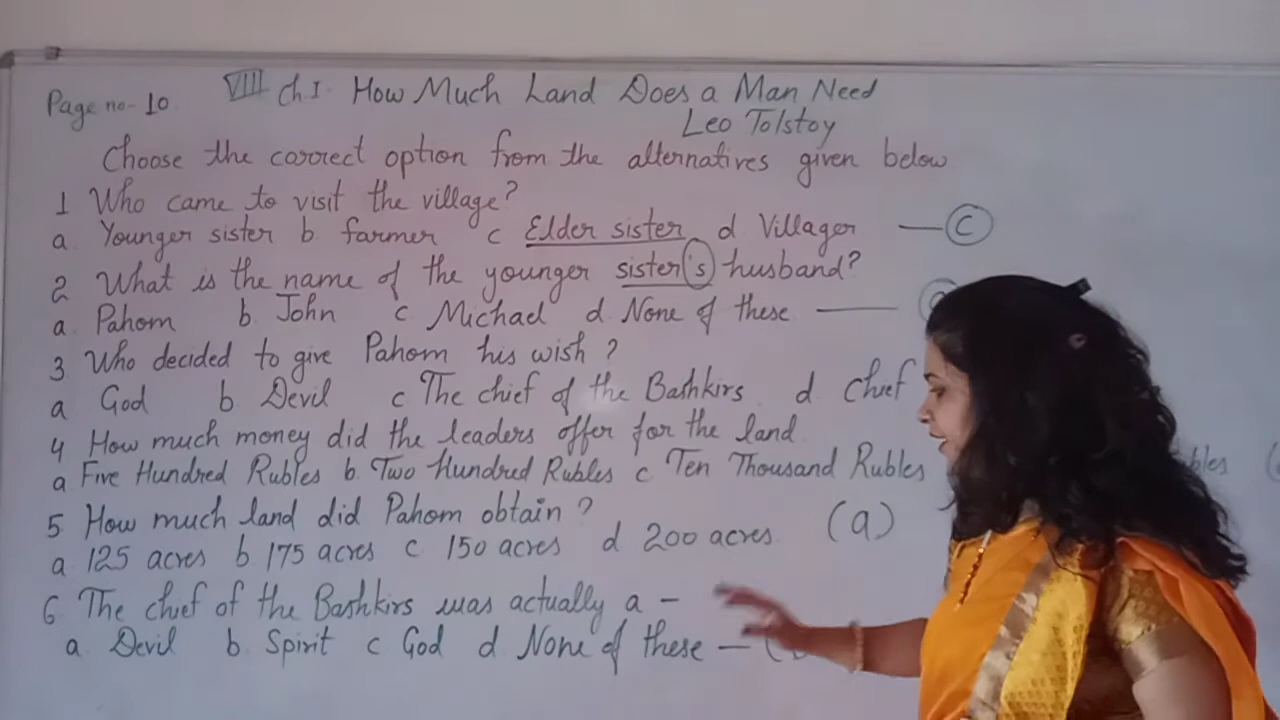 Page no- 10 VIII Ch.I. How Much Land Does a Man Need
Leo Tolstoy
Choose the correct option from the alternatives given below
1 Who came to visit the village?
a. Younger sister b. farmer c Elder sister d Villager — C
2 What is the name of the younger sister's husband?
a. Pahom b. John c. Michael d. None of these —
3 Who decided to give Pahom his wish?
a God b Devil c The chief of the Bashkirs d Chief
4 How much money did the leaders offer for the land
a Five Hundred Rubles b. Two Hundred Rubles c Ten Thousand Rubles
5 How much land did Pahom obtain?
a 125 acres b 175 acres c 150 acres d 200 acres. (a)
6 The chief of the Bashkirs was actually a –
a Devil b. Spirit c God d None of these — (